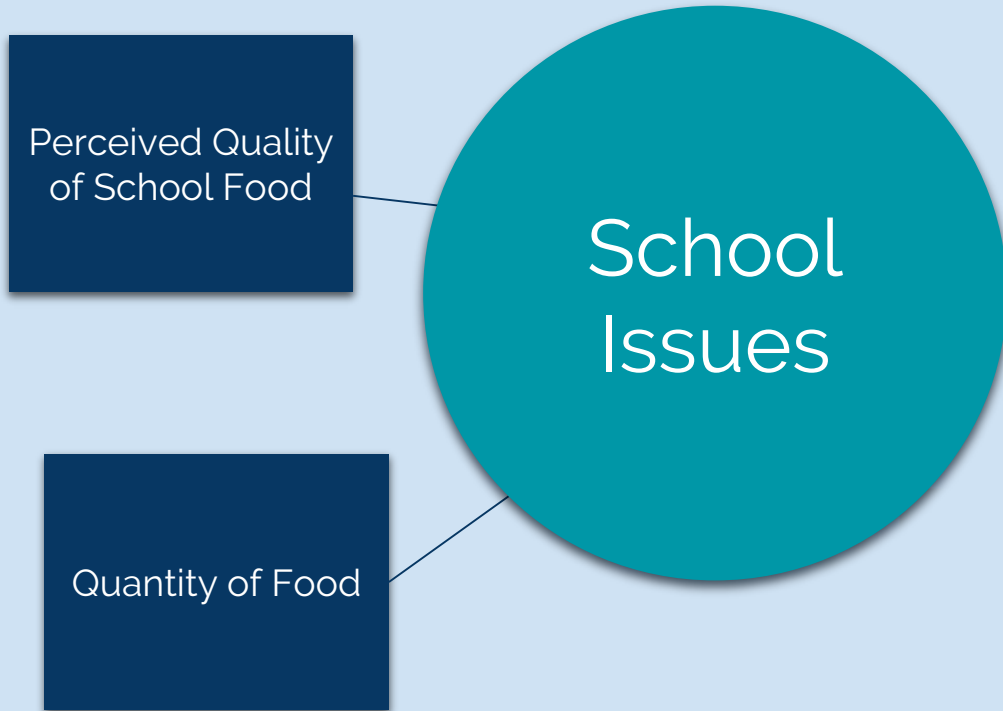 Perceived Quality
of School Food
School
Issues
Quantity of Food